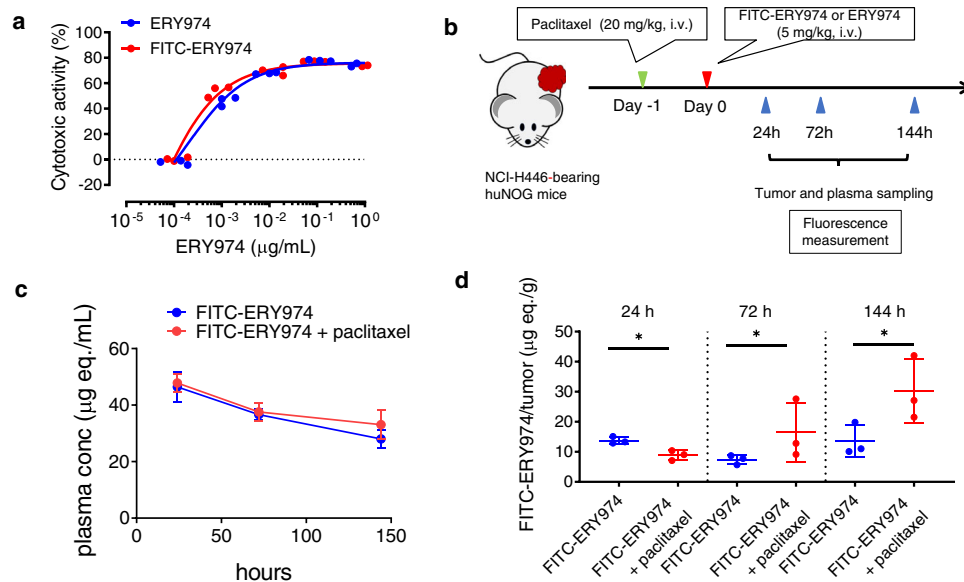 a
ERY974
FITC-ERY974
Cytotoxic activity (%)
100
80
60
40
20
0
-20
10⁻⁵
10⁻⁴
10⁻³
10⁻²
10⁻¹
10⁰
ERY974 (μg/mL)
b
Paclitaxel (20 mg/kg, i.v.)
FITC-ERY974 or ERY974
(5 mg/kg, i.v.)
Day -1
Day 0
24h
72h
144h
NCI-H446-bearing
huNOG mice
Tumor and plasma sampling
Fluorescence
measurement
c
FITC-ERY974
FITC-ERY974 + paclitaxel
plasma conc (μg eq./mL)
60
40
20
0
0
50
100
150
hours
d
24 h
72 h
144 h
*
*
*
FITC-ERY974/tumor (μg eq./g)
50
40
30
20
10
0
FITC-ERY974
FITC-ERY974
+ paclitaxel
FITC-ERY974
FITC-ERY974
+ paclitaxel
FITC-ERY974
FITC-ERY974
+ paclitaxel